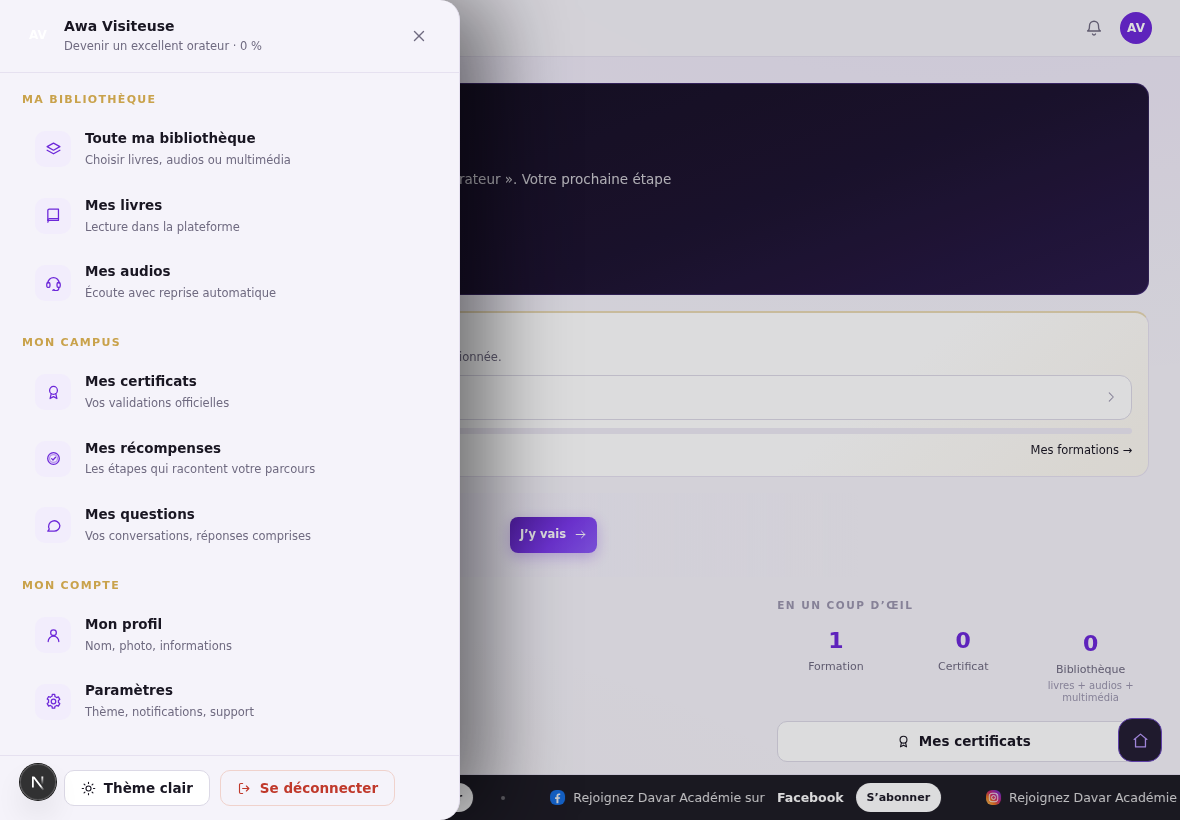 AV
Awa Visiteuse
Devenir un excellent orateur · 0 %
MA BIBLIOTHÈQUE
Toute ma bibliothèque
Choisir livres, audios ou multimédia
Mes livres
Lecture dans la plateforme
Mes audios
Écoute avec reprise automatique
MON CAMPUS
Mes certificats
Vos validations officielles
Mes récompenses
Les étapes qui racontent votre parcours
Mes questions
Vos conversations, réponses comprises
MON COMPTE
Mon profil
Nom, photo, informations
Paramètres
Thème, notifications, support
N
Thème clair
Se déconnecter
AV
rateur ». Votre prochaine étape
ionnée.
Mes formations →
J’y vais →
EN UN COUP D’ŒIL
1
Formation
0
Certificat
0
Bibliothèque
livres + audios +
multimédia
Mes certificats
• Rejoignez Davar Académie sur Facebook S’abonner Rejoignez Davar Académie